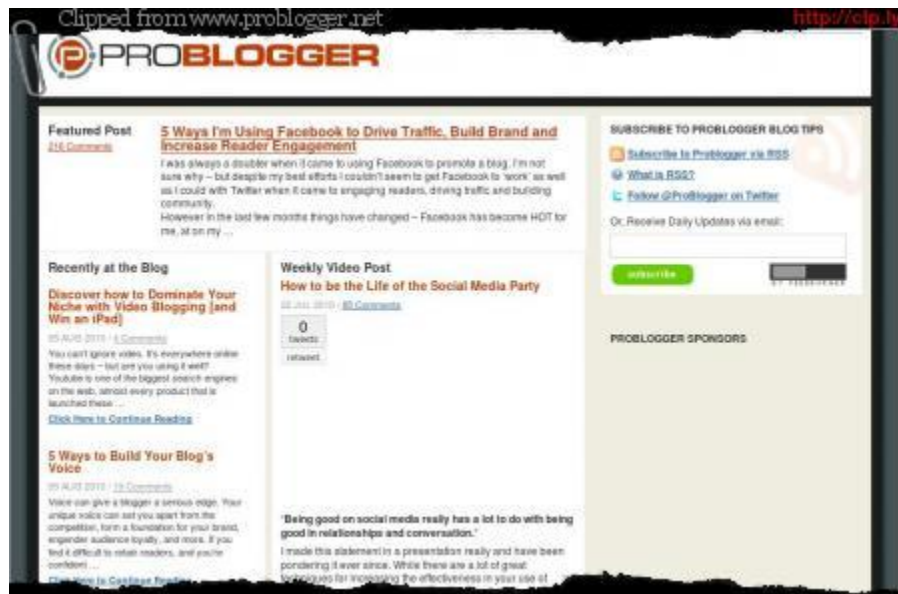 Clipped from www.problogger.net
http://clp.ly
PROBLOGGER
Featured Post
216 Comments
5 Ways I'm Using Facebook to Drive Traffic, Build Brand and
Increase Reader Engagement
I was always a doubter when it came to using Facebook to promote a blog. I'm not
sure why – but despite my best efforts I couldn't seem to get Facebook to 'work' as well
as I could with Twitter when it came to engaging readers, driving traffic and building
community.
However in the last few months things have changed – Facebook has become HOT for
me, at on my ...
Recently at the Blog
Discover how to Dominate Your
Niche with Video Blogging [and
Win an iPad]
05 AUG 2010 / 4 Comments
You can't ignore video. It's everywhere online
these days – but are you using it well?
Youtube is one of the biggest search engines
on the web, almost every product that is
launched these ...
Click Here to Continue Reading
5 Ways to Build Your Blog's
Voice
05 AUG 2010 / 19 Comments
Voice can give a blogger a serious edge. Your
unique voice can set you apart from the
competition, form a foundation for your brand,
engender audience loyalty, and more. If you
find it difficult to retain readers, and you're
confident ...
Click Here to Continue Reading
Weekly Video Post
How to be the Life of the Social Media Party
22 JUL 2010 / 80 Comments
0
tweets
retweet
"Being good on social media really has a lot to do with being
good in relationships and conversation."
I made this statement in a presentation really and have been
pondering it ever since. While there are a lot of great
techniques for increasing the effectiveness in your use of
SUBSCRIBE TO PROBLOGGER BLOG TIPS
Subscribe to Problogger via RSS
What is RSS?
Follow @ProBlogger on Twitter
Or, Receive Daily Updates via email:
subscribe
BY FEEDBURNER
PROBLOGGER SPONSORS